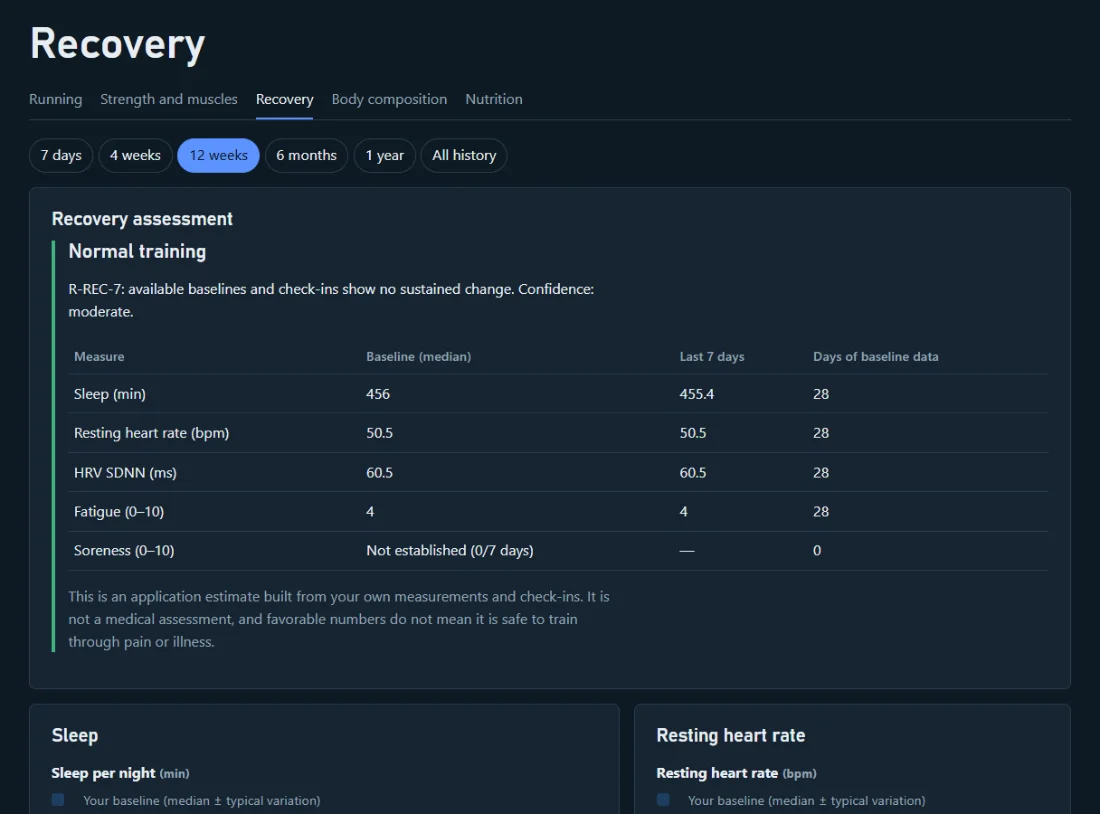 Recovery
Running Strength and muscles Recovery Body composition Nutrition
7 days 4 weeks 12 weeks 6 months 1 year All history
Recovery assessment
Normal training
R-REC-7: available baselines and check-ins show no sustained change. Confidence:
moderate.
Measure Baseline (median) Last 7 days Days of baseline data
Sleep (min) 456 455.4 28
Resting heart rate (bpm) 50.5 50.5 28
HRV SDNN (ms) 60.5 60.5 28
Fatigue (0–10) 4 4 28
Soreness (0–10) Not established (0/7 days) — 0
This is an application estimate built from your own measurements and check-ins. It is
not a medical assessment, and favorable numbers do not mean it is safe to train
through pain or illness.
Sleep
Sleep per night (min)
Your baseline (median ± typical variation)
Resting heart rate
Resting heart rate (bpm)
Your baseline (median ± typical variation)